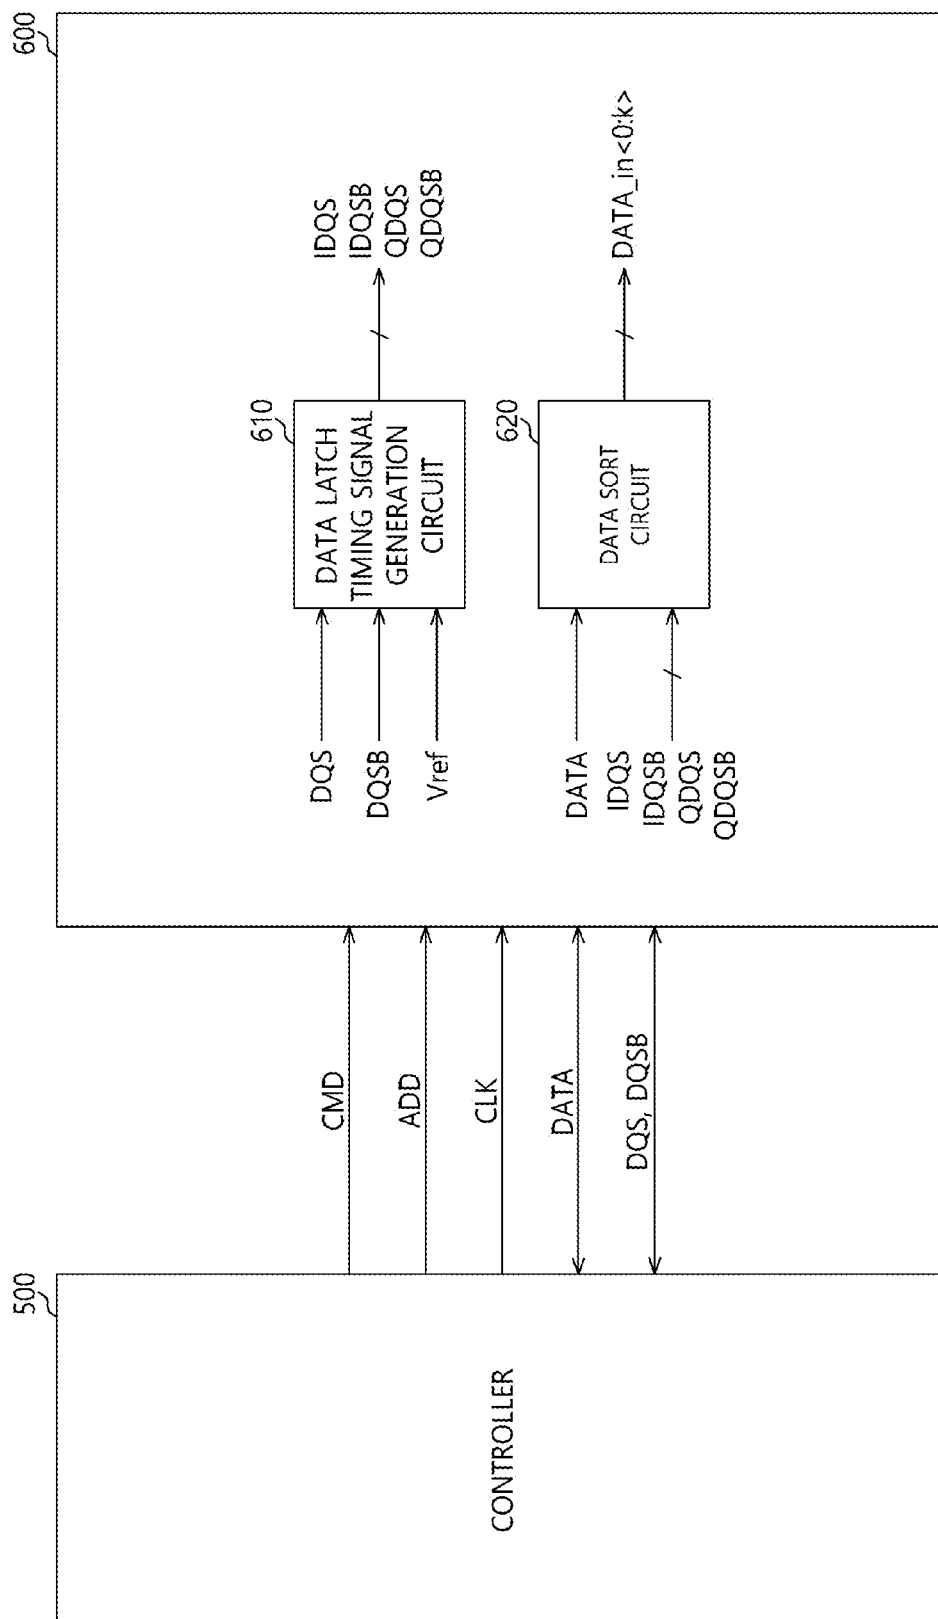 500
CONTROLLER
CMD
ADD
CLK
DATA
DQS, DQSB
600
DQS
DQSB
Vref
610
DATA LATCH
TIMING SIGNAL
GENERATION
CIRCUIT
IDQS
IDQSB
QDQS
QDQSB
DATA
IDQS
IDQSB
QDQS
QDQSB
620
DATA SORT
CIRCUIT
DATA_in<0:k>